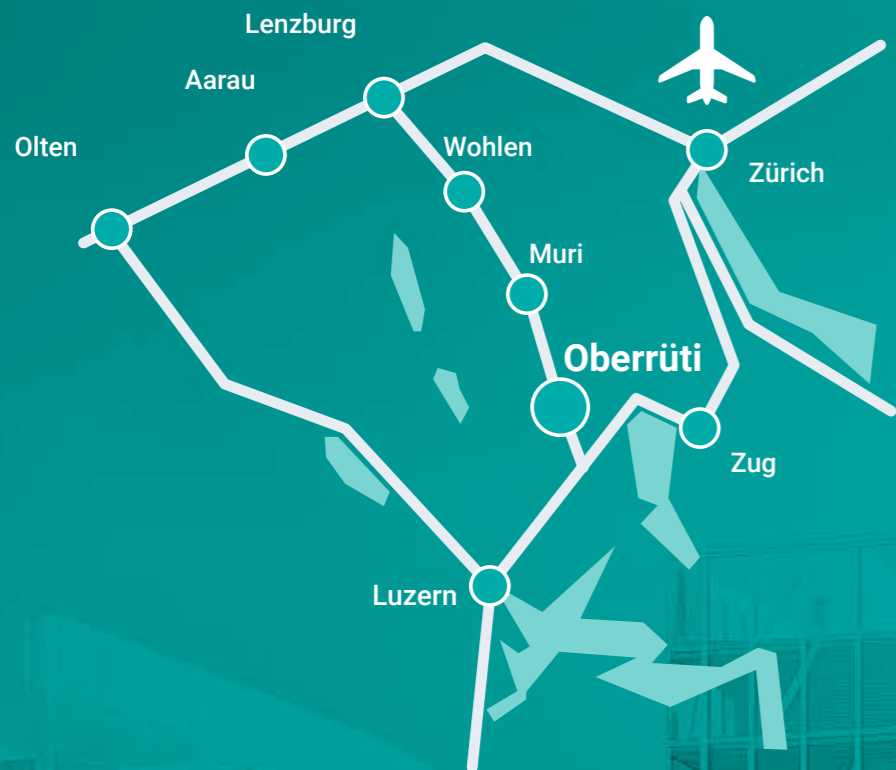 Lenzburg
Aarau
Olten
Wohlen
Zürich
Muri
Oberrüti
Zug
Luzern